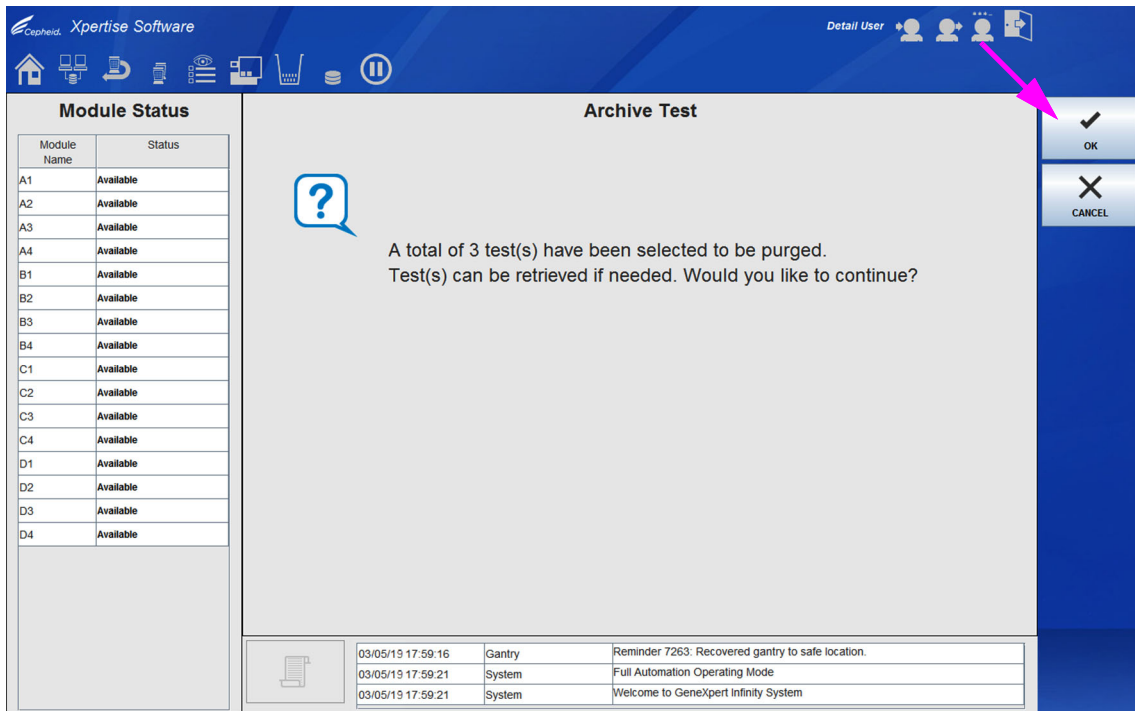 Cepheid. Xpertise Software
Detail User
Module Status
Module Name Status
A1 Available
A2 Available
A3 Available
A4 Available
B1 Available
B2 Available
B3 Available
B4 Available
C1 Available
C2 Available
C3 Available
C4 Available
D1 Available
D2 Available
D3 Available
D4 Available
Archive Test
?
A total of 3 test(s) have been selected to be purged.
Test(s) can be retrieved if needed. Would you like to continue?
03/05/19 17:59:16 Gantry Reminder 7263: Recovered gantry to safe location.
03/05/19 17:59:21 System Full Automation Operating Mode
03/05/19 17:59:21 System Welcome to GeneXpert Infinity System
OK
CANCEL